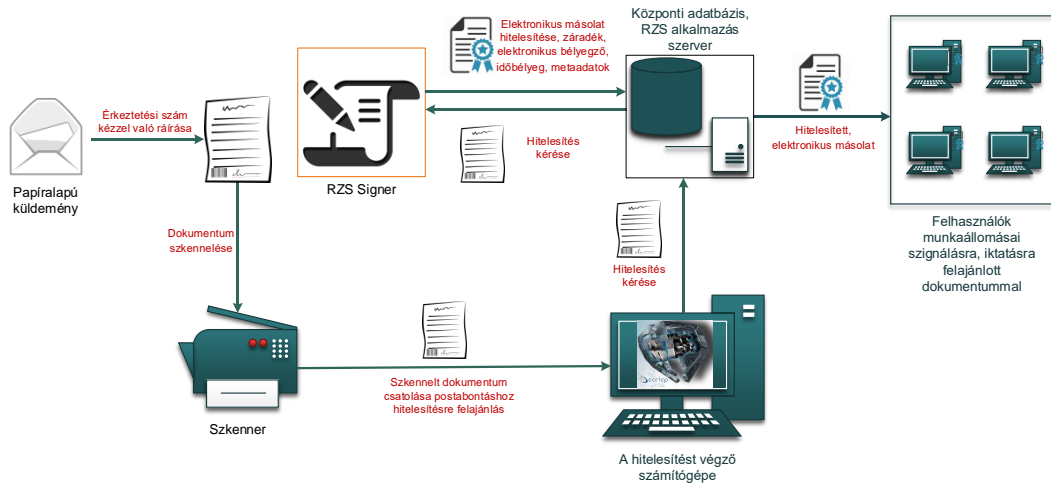 Elektronikus másolat
hitelesítése, záradék,
elektronikus bélyegző,
időbélyeg, metaadatok
Központi adatbázis,
RZS alkalmazás
szerver
Érkeztetési szám
kézzel való ráírása
Hitelesítés
kérése
Hitelesített,
elektronikus másolat
Papíralapú
küldemény
RZS Signer
Felhasználók
munkaállomásai
szignálásra, iktatásra
felajánlott
dokumentummal
Dokumentum
szkennelése
Hitelesítés
kérése
Szkennelt dokumentum
csatolása postabontáshoz
hitelesítésre felajánlás
Szkenner
A hitelesítést végző
számítógépe